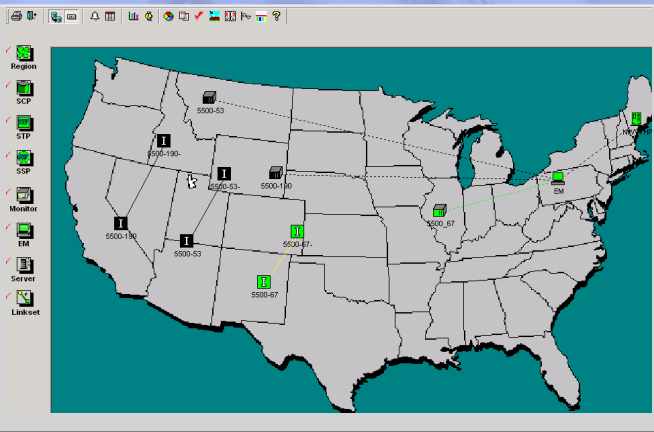 Region
SCP
STP
SSP
Monitor
EM
Server
Linkset
5500-53
5500-190-
5500-53-
5500-190
5500-190
5500-53
5500-67-
5500-67
5500_67
EM